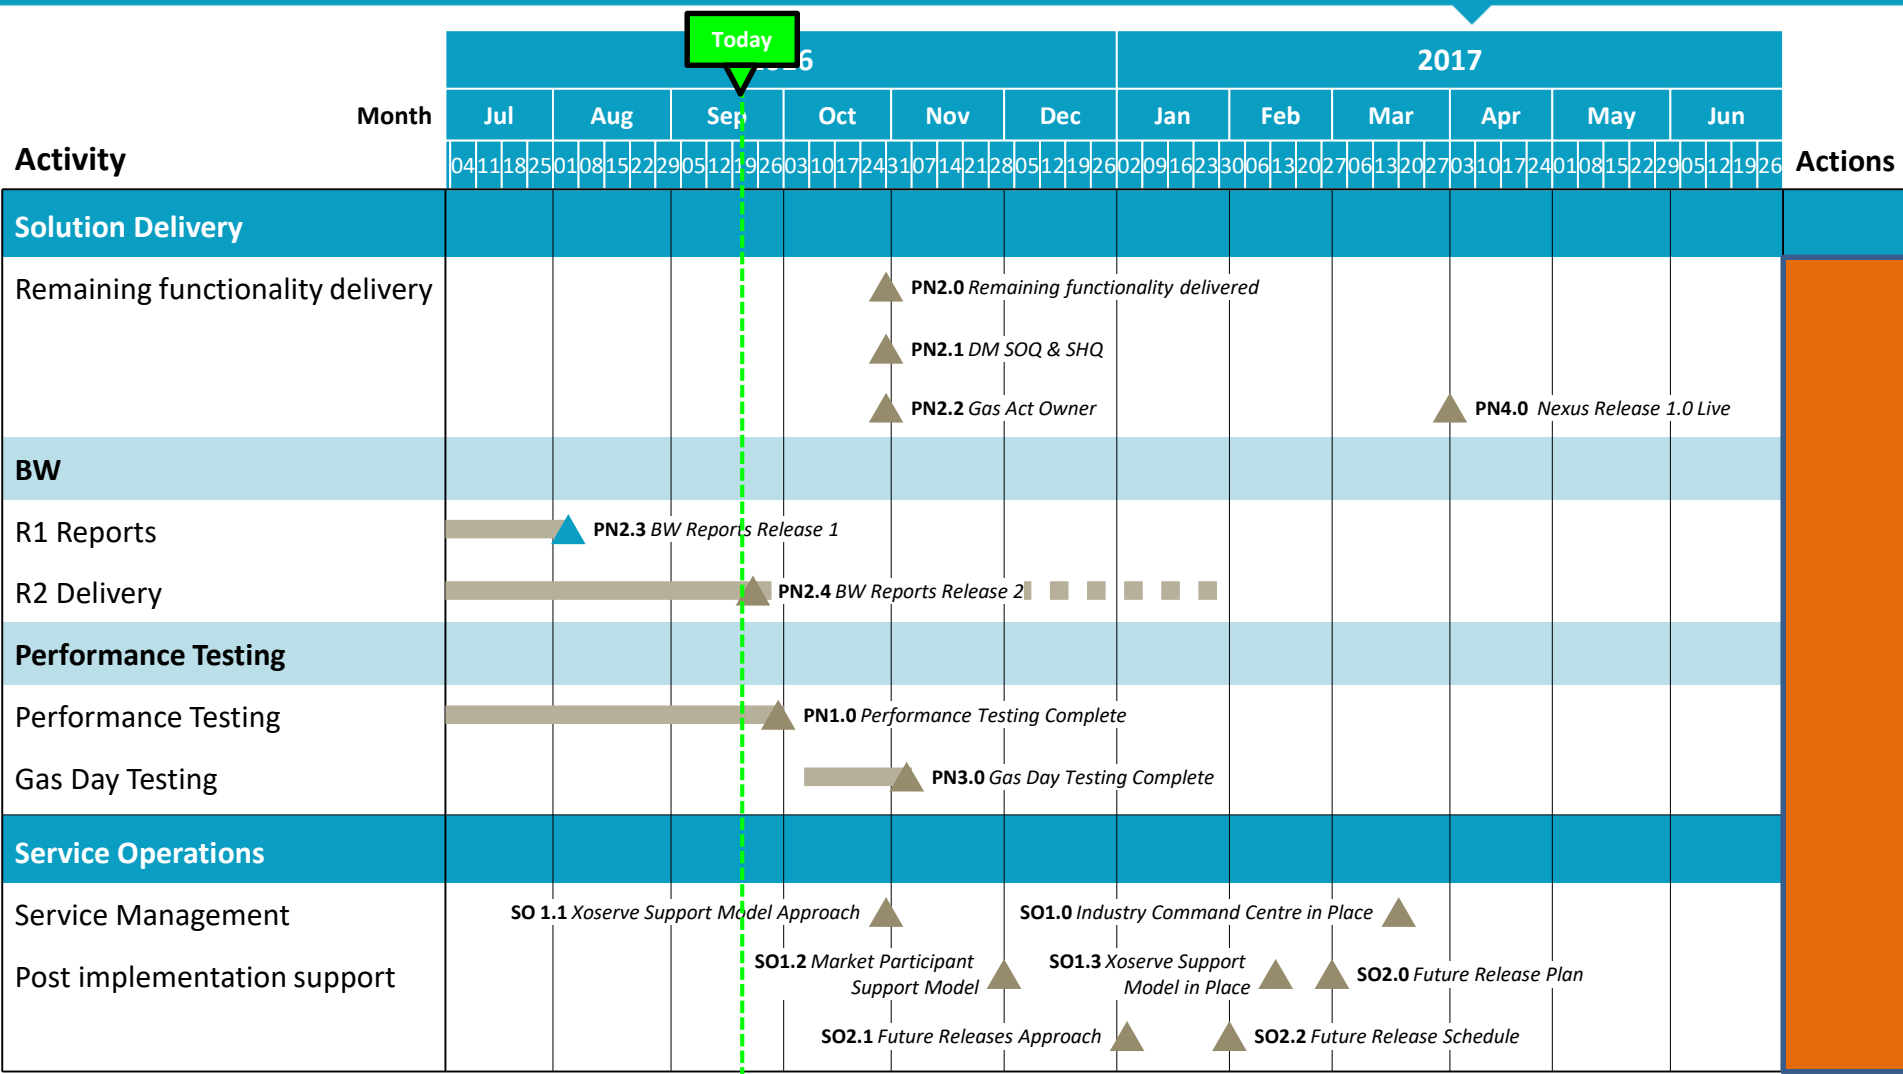 Today
2017
Month
Jul Aug Sep Oct Nov Dec Jan Feb Mar Apr May Jun
Activity
04 11 18 25 01 08 15 22 29 05 12 19 26 03 10 17 24 31 07 14 21 28 05 12 19 26 02 09 16 23 30 06 13 20 27 06 13 20 27 03 10 17 24 01 08 15 22 29 05 12 19 26
Actions
Solution Delivery
Remaining functionality delivery
PN2.0 Remaining functionality delivered
PN2.1 DM SOQ & SHQ
PN2.2 Gas Act Owner
PN4.0 Nexus Release 1.0 Live
BW
R1 Reports
PN2.3 BW Reports Release 1
R2 Delivery
PN2.4 BW Reports Release 2
Performance Testing
Performance Testing
PN1.0 Performance Testing Complete
Gas Day Testing
PN3.0 Gas Day Testing Complete
Service Operations
Service Management
SO 1.1 Xoserve Support Model Approach
SO1.0 Industry Command Centre in Place
Post implementation support
SO1.2 Market Participant
Support Model
SO1.3 Xoserve Support
Model in Place
SO2.0 Future Release Plan
SO2.1 Future Releases Approach
SO2.2 Future Release Schedule